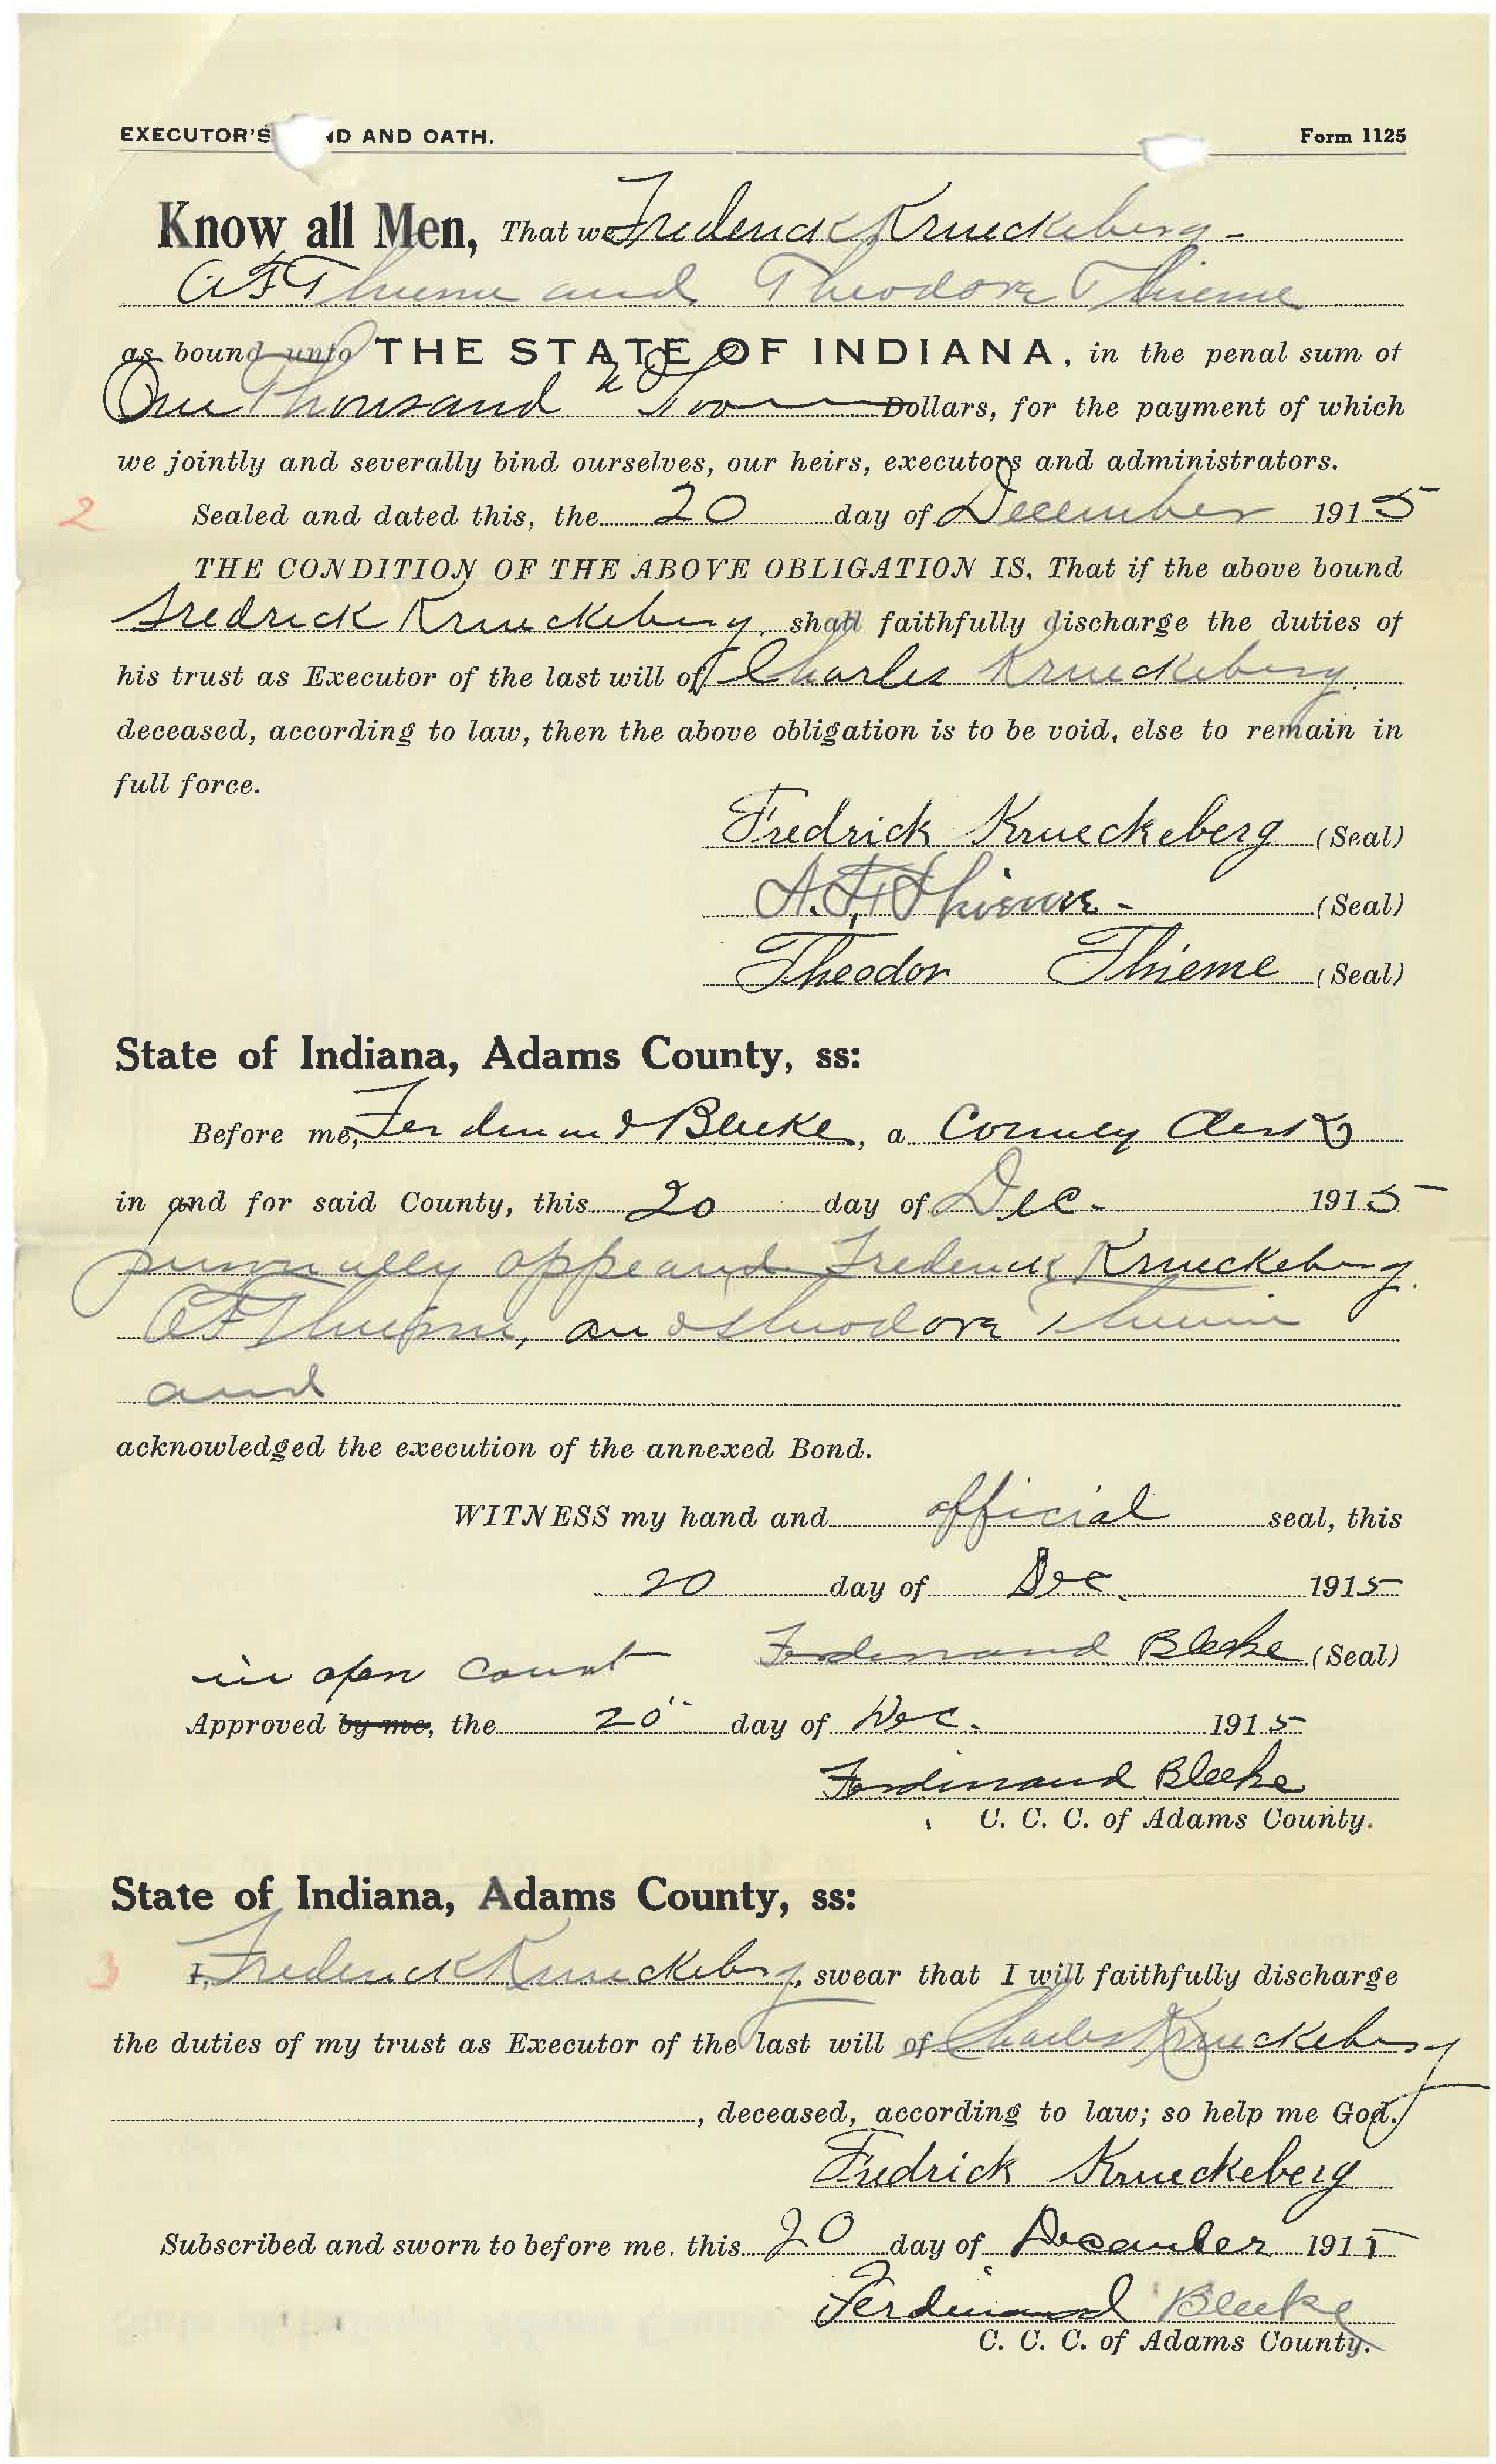 EXECUTOR'S ND AND OATH. Form 1125
Know all Men, That we Frederick Krueckeberg -
A F Thieme and Theodore Thieme
as bound unto THE STATE OF INDIANA, in the penal sum of
One Thousand Dollars, for the payment of which
we jointly and severally bind ourselves, our heirs, executors and administrators.
2 Sealed and dated this, the 20 day of December 1915
THE CONDITION OF THE ABOVE OBLIGATION IS, That if the above bound
Fredrick Krueckeberg, shall faithfully discharge the duties of
his trust as Executor of the last will of Charles Krueckeberg.
deceased, according to law, then the above obligation is to be void, else to remain in
full force.
Fredrick Krueckeberg (Seal)
A. F. Thieme - (Seal)
Theodor Thieme (Seal)
State of Indiana, Adams County, ss:
Before me, Ferdinand Bleeke, a County Clerk
in and for said County, this 20 day of Dec. 1915
personally appeared Frederick Krueckeberg.
A F Thieme, and Theodore Thieme
and
acknowledged the execution of the annexed Bond.
WITNESS my hand and official seal, this
20 day of Dec. 1915
in open Court Ferdinand Bleeke (Seal)
Approved by me, the 20" day of Dec. 1915
Ferdinand Bleeke
C. C. C. of Adams County.
State of Indiana, Adams County, ss:
3 I, Frederick Krueckeberg, swear that I will faithfully discharge
the duties of my trust as Executor of the last will of Charles Krueckeberg
, deceased, according to law; so help me God.
Fredrick Krueckeberg
Subscribed and sworn to before me, this 20 day of December 1915
Ferdinand Bleeke
C. C. C. of Adams County.